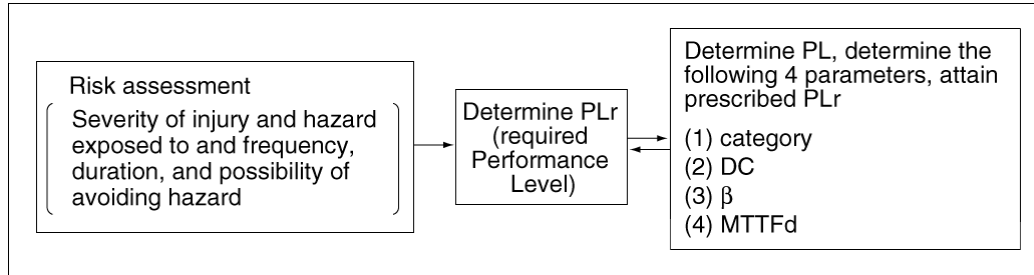 Risk assessment
Severity of injury and hazard
exposed to and frequency,
duration, and possibility of
avoiding hazard
Determine PLr
(required
Performance
Level)
Determine PL, determine the
following 4 parameters, attain
prescribed PLr
(1) category
(2) DC
(3) β
(4) MTTFd